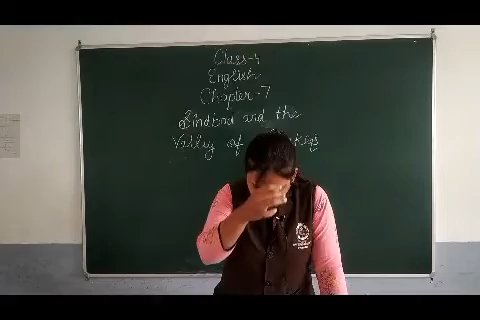 Class-4
English
Chapter-7
Sindbad and the
Valley of